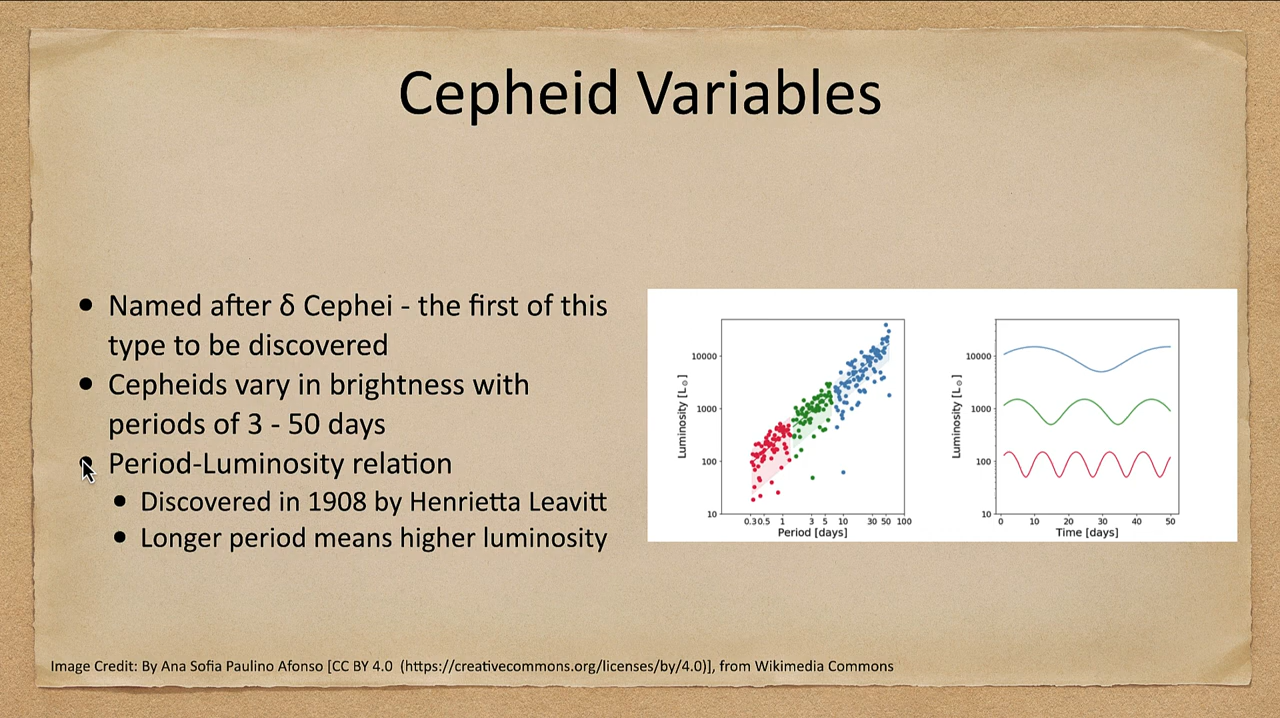 Cepheid Variables
• Named after δ Cephei - the first of this
type to be discovered
• Cepheids vary in brightness with
periods of 3 - 50 days
• Period-Luminosity relation
• Discovered in 1908 by Henrietta Leavitt
• Longer period means higher luminosity
Luminosity [L☉]
10000
1000
100
10
0.3 0.5 1 3 5 10 30 50 100
Period [days]
Luminosity [L☉]
10000
1000
100
10
0 10 20 30 40 50
Time [days]
Image Credit: By Ana Sofia Paulino Afonso [CC BY 4.0 (https://creativecommons.org/licenses/by/4.0)], from Wikimedia Commons